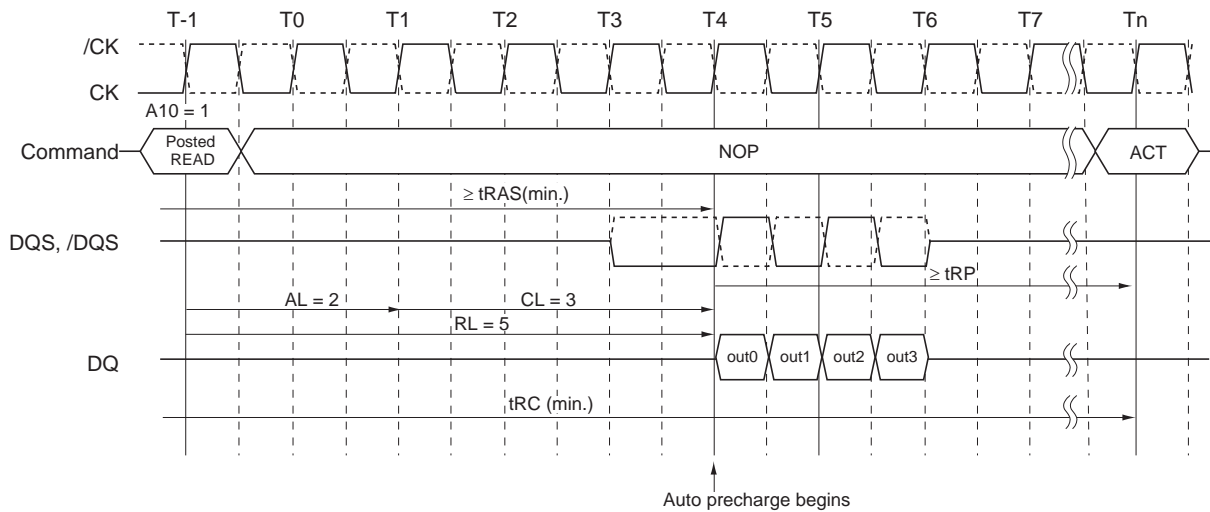 T-1 T0 T1 T2 T3 T4 T5 T6 T7 Tn
/CK
CK
A10 = 1
Command
Posted
READ
NOP
ACT
≥ tRAS(min.)
DQS, /DQS
≥ tRP
AL = 2
CL = 3
RL = 5
DQ
out0 out1 out2 out3
tRC (min.)
Auto precharge begins